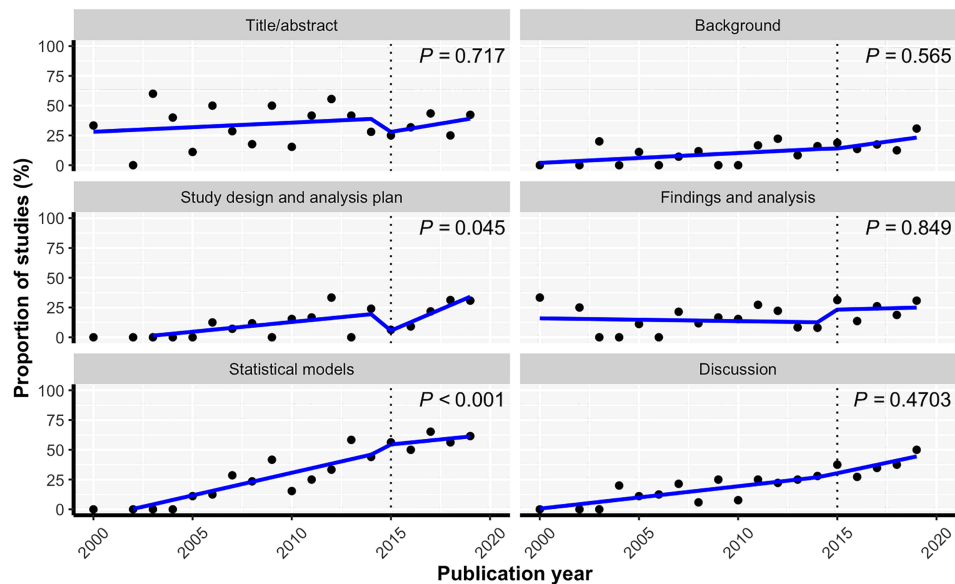 Title/abstract
Background
P = 0.717
P = 0.565
100
75
50
25
0
Study design and analysis plan
Findings and analysis
P = 0.045
P = 0.849
100
75
50
25
0
Statistical models
Discussion
P < 0.001
P = 0.4703
100
75
50
25
0
Proportion of studies (%)
2000
2005
2010
2015
2020
2000
2005
2010
2015
2020
Publication year